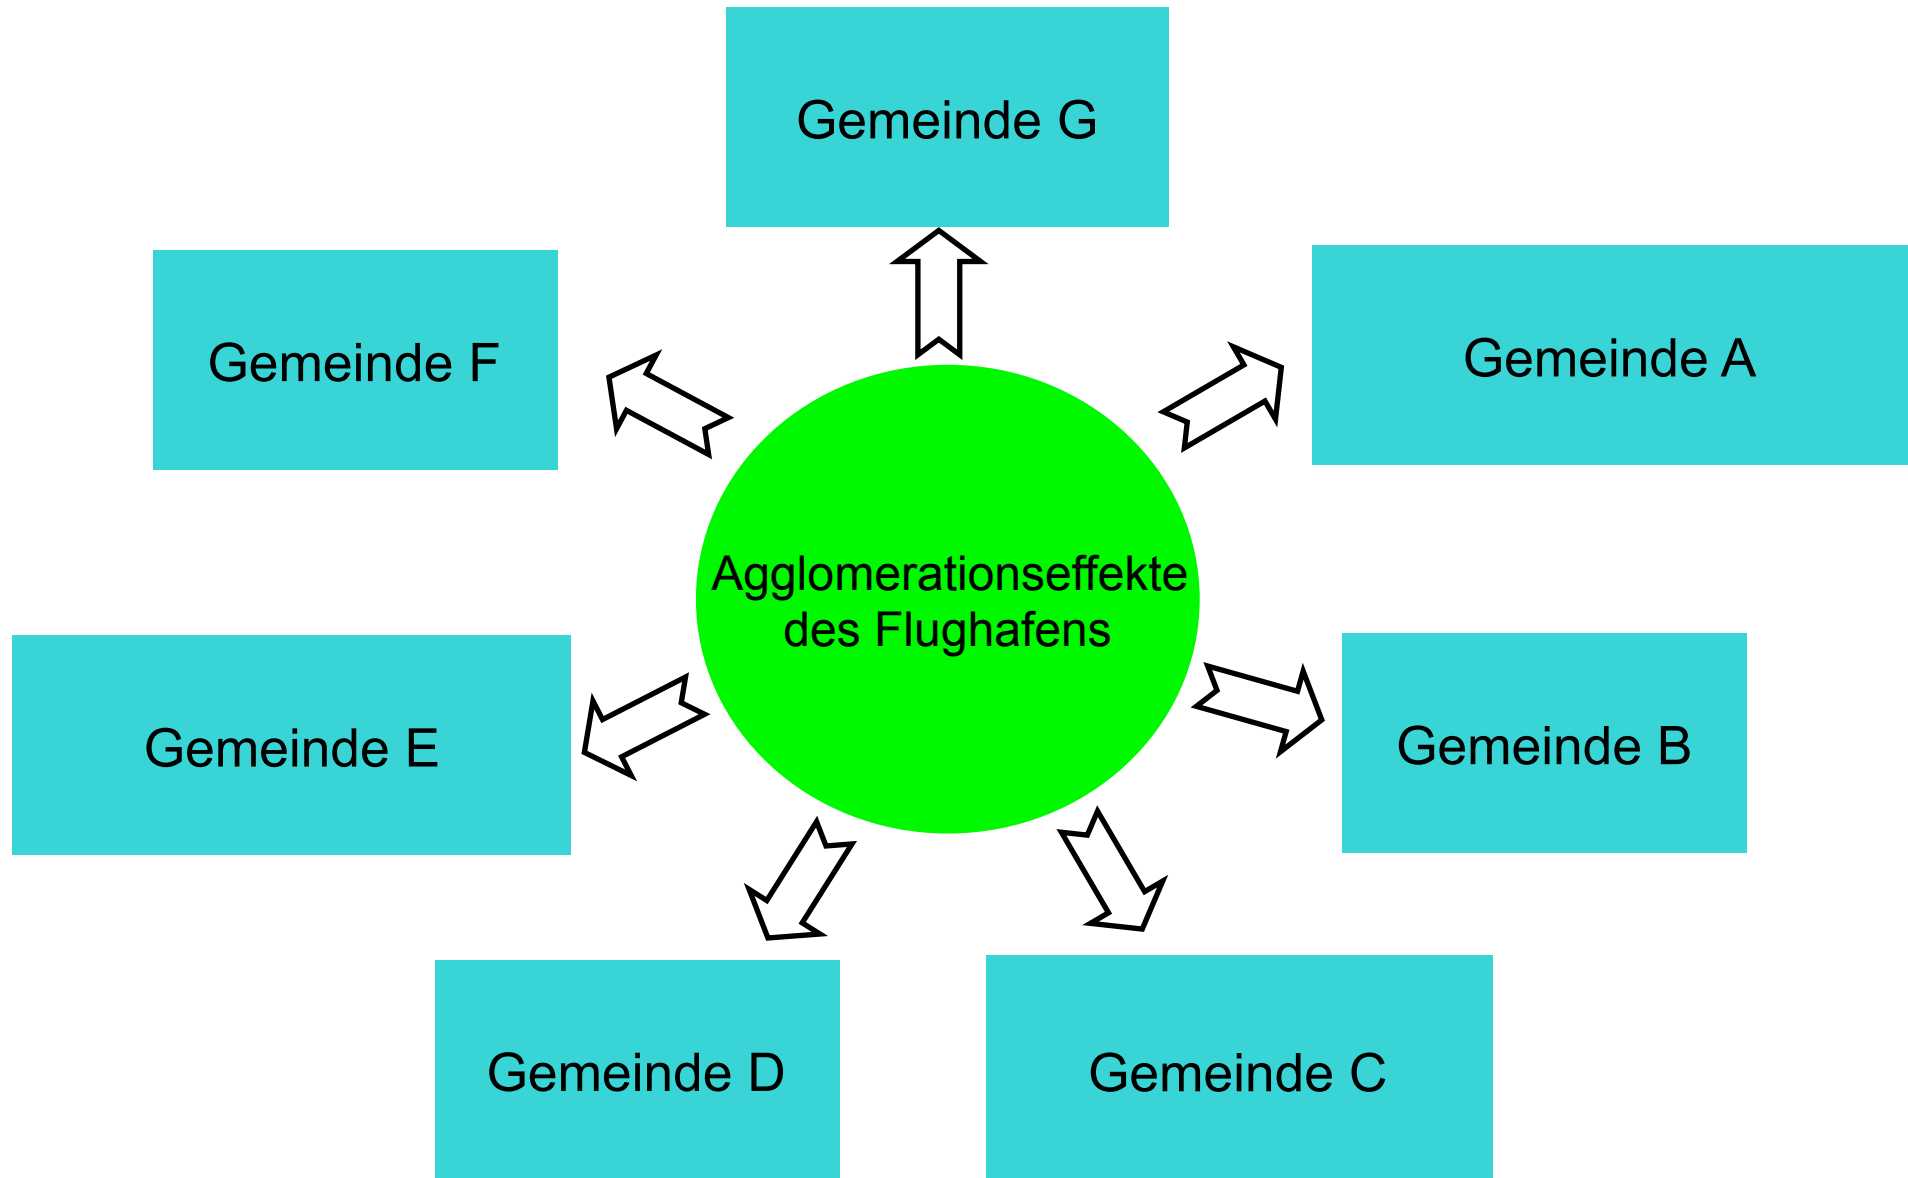 Gemeinde G
Gemeinde F
Gemeinde A
Agglomerationseffekte
des Flughafens
Gemeinde E
Gemeinde B
Gemeinde D
Gemeinde C